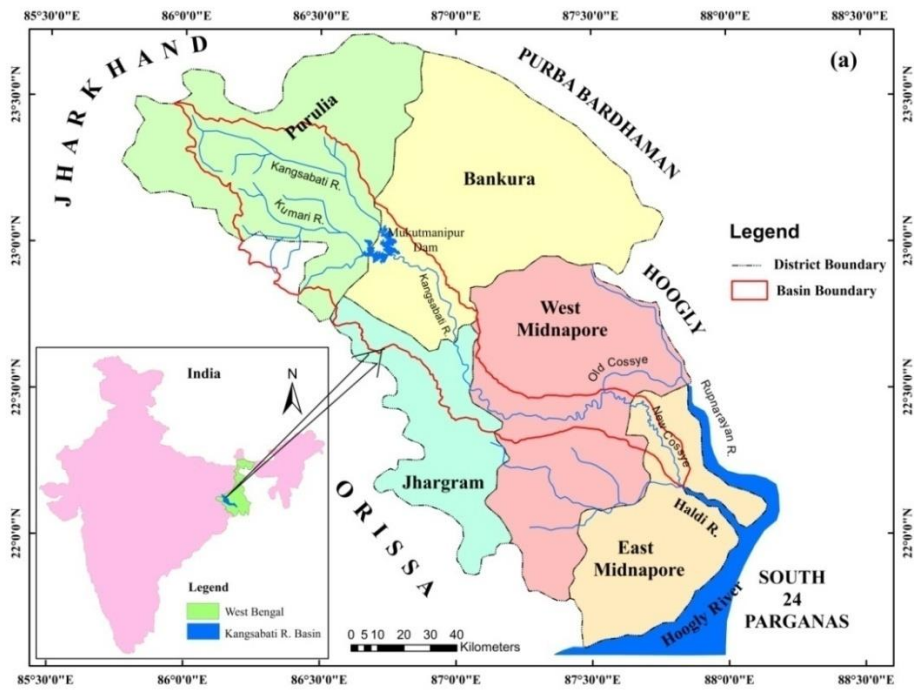 85°30'0"E 86°0'0"E 86°30'0"E 87°0'0"E 87°30'0"E 88°0'0"E 88°30'0"E
(a)
JHARKHAND
PURBA BARDHAMAN
23°30'0"N
23°30'0"N
Purulia
Kangsabati R.
Bankura
Kumari R.
Mukutmanipur
Dam
23°0'0"N
23°0'0"N
Legend
District Boundary
Basin Boundary
HOOGLY
Kangsabati R.
West
Midnapore
Old Cossye
Rupnarayan R.
New Cossye
22°30'0"N
22°30'0"N
India
N
Jhargram
ORISSA
Haldi R.
22°0'0"N
22°0'0"N
East
Midnapore
SOUTH
24
PARGANAS
Hoogly River
Legend
West Bengal
Kangsabati R. Basin
0 5 10 20 30 40
Kilometers
85°30'0"E 86°0'0"E 86°30'0"E 87°0'0"E 87°30'0"E 88°0'0"E 88°30'0"E